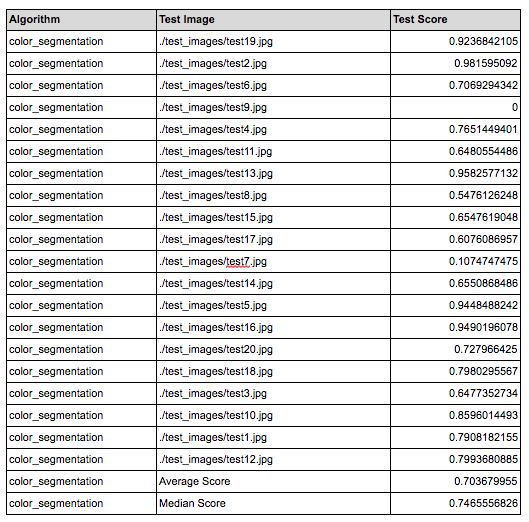 Algorithm Test Image Test Score
color_segmentation ./test_images/test19.jpg 0.9236842105
color_segmentation ./test_images/test2.jpg 0.981595092
color_segmentation ./test_images/test6.jpg 0.7069294342
color_segmentation ./test_images/test9.jpg 0
color_segmentation ./test_images/test4.jpg 0.7651449401
color_segmentation ./test_images/test11.jpg 0.6480554486
color_segmentation ./test_images/test13.jpg 0.9582577132
color_segmentation ./test_images/test8.jpg 0.5476126248
color_segmentation ./test_images/test15.jpg 0.6547619048
color_segmentation ./test_images/test17.jpg 0.6076086957
color_segmentation ./test_images/test7.jpg 0.1074747475
color_segmentation ./test_images/test14.jpg 0.6550868486
color_segmentation ./test_images/test5.jpg 0.9448488242
color_segmentation ./test_images/test16.jpg 0.9490196078
color_segmentation ./test_images/test20.jpg 0.727966425
color_segmentation ./test_images/test18.jpg 0.7980295567
color_segmentation ./test_images/test3.jpg 0.6477352734
color_segmentation ./test_images/test10.jpg 0.8596014493
color_segmentation ./test_images/test1.jpg 0.7908182155
color_segmentation ./test_images/test12.jpg 0.7993680885
color_segmentation Average Score 0.703679955
color_segmentation Median Score 0.7465556826